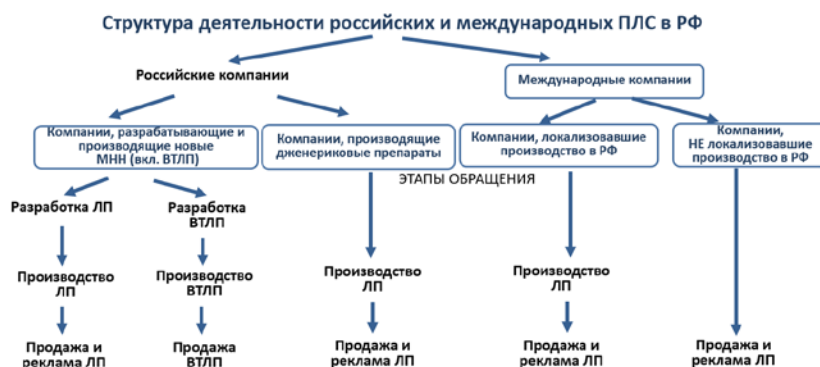 Структура деятельности российских и международных ПЛС в РФ
Российские компании
Международные компании
Компании, разрабатывающие и
производящие новые
МНН (вкл. ВТЛП)
Компании, производящие
дженериковые препараты
Компании, локализовавшие
производство в РФ
Компании,
НЕ локализовавшие
производство в РФ
ЭТАПЫ ОБРАЩЕНИЯ
Разработка ЛП
Разработка
ВТЛП
Производство
ЛП
Производство
ВТЛП
Производство
ЛП
Производство
ЛП
Продажа и
реклама ЛП
Продажа
ВТЛП
Продажа и
реклама ЛП
Продажа и
реклама ЛП
Продажа и
реклама ЛП